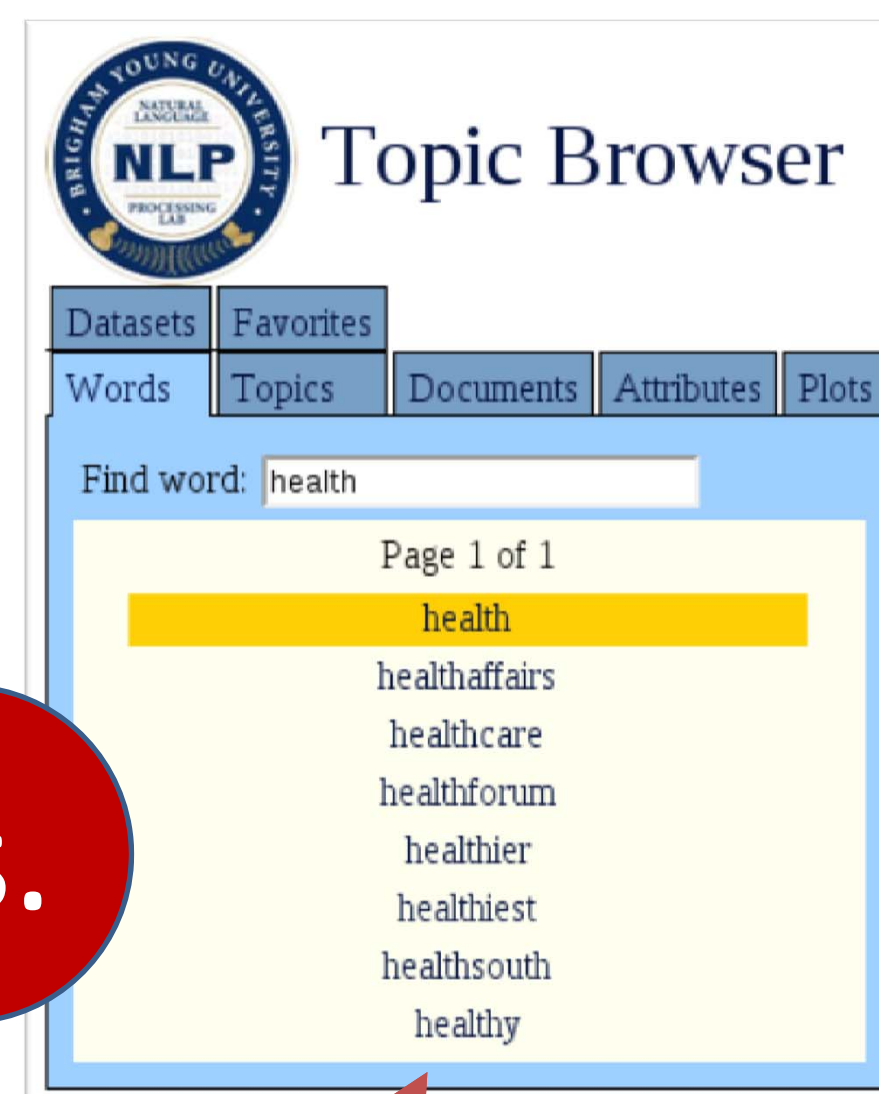 BRIGHAM YOUNG UNIVERSITY
NATURAL
LANGUAGE
NLP
PROCESSING
LAB
Topic Browser
Datasets Favorites
Words Topics Documents Attributes Plots
Find word: health
Page 1 of 1
health
healthaffairs
healthcare
healthforum
healthier
healthiest
healthsouth
healthy
s.